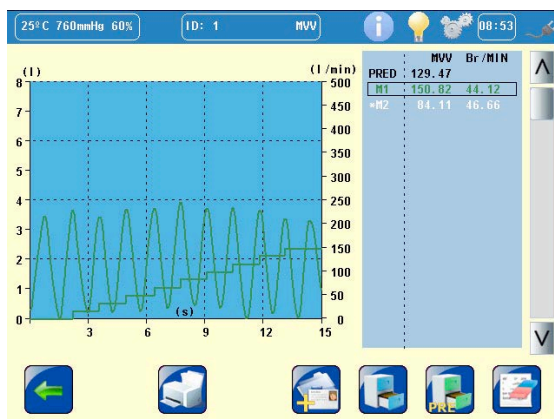 25ºC 760mmHg 60%
ID: 1 MVV
08:53
(l)
(l/min)
8
7
6
5
4
3
2
1
0
500
450
400
350
300
250
200
150
100
50
0
(s)
3 6 9 12 15
MVV Br/MIN
PRED 129.47
M1 150.82 44.12
*M2 84.11 46.66
PRE